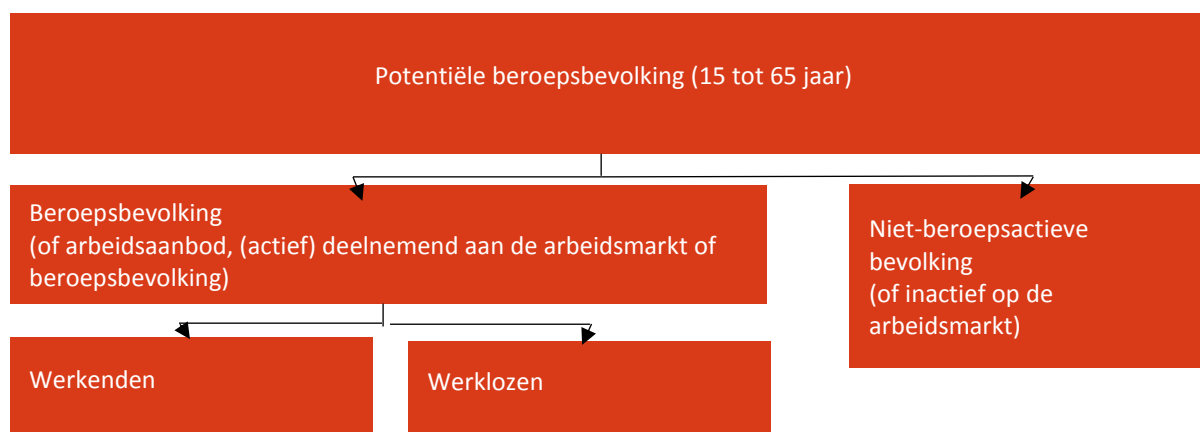 Potentiële beroepsbevolking (15 tot 65 jaar)
Beroepsbevolking
(of arbeidsaanbod, (actief) deelnemend aan de arbeidsmarkt of
beroepsbevolking)
Niet-beroepsactieve
bevolking
(of inactief op de
arbeidsmarkt)
Werkenden
Werklozen